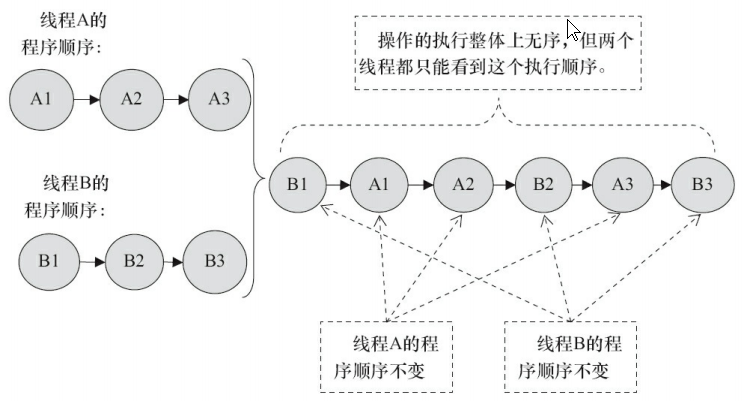 线程A的
程序顺序：
A1
A2
A3
操作的执行整体上无序，但两个
线程都只能看到这个执行顺序。
B1
A1
A2
B2
A3
B3
线程B的
程序顺序：
B1
B2
B3
线程A的程
序顺序不变
线程B的程
序顺序不变